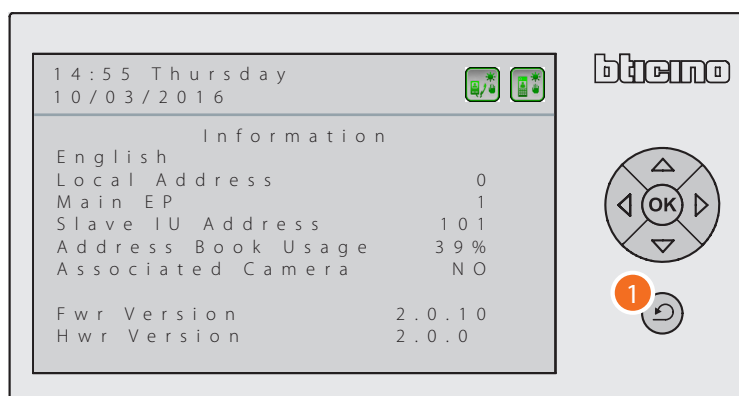 14:55 Thursday
10/03/2016
bticino
Information
English
Local Address 0
Main EP 1
Slave IU Address 101
Address Book Usage 39%
Associated Camera NO
Fwr Version 2.0.10
Hwr Version 2.0.0
OK
1